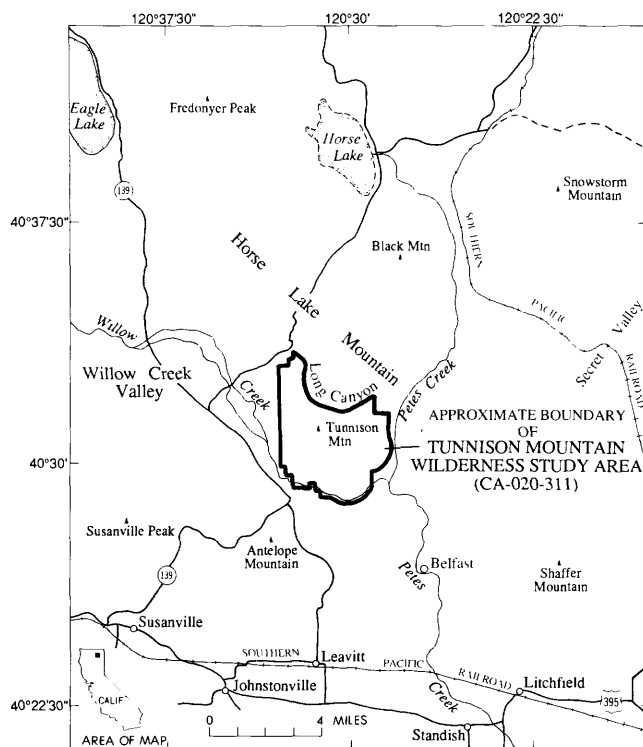 120°37'30"
120°30'
120°22'30"
Eagle
Lake
Fredonyer Peak
Horse
Lake
139
Snowstorm
Mountain
40°37'30"
SOUTHERN
Black Mtn
Horse
Lake
Mountain
PACIFIC
Valley
Secret
RAILROAD
Willow
Creek
Willow Creek
Valley
Long Canyon
Petes Creek
Tunnison
Mtn
APPROXIMATE BOUNDARY
OF
TUNNISON MOUNTAIN
WILDERNESS STUDY AREA
(CA-020-311)
40°30'
Susanville Peak
Antelope
Mountain
Petes
Belfast
Shaffer
Mountain
139
Susanville
SOUTHERN
Leavitt
PACIFIC
RAILROAD
Litchfield
Johnstonville
Creek
395
40°22'30"
CALIF
0 4 MILES
Standish
AREA OF MAP